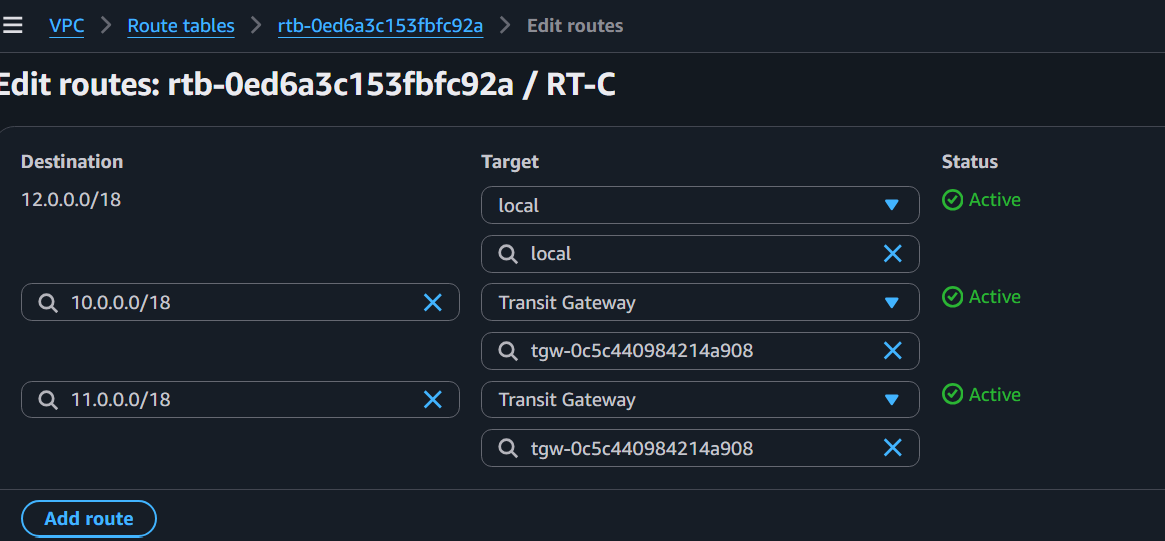 VPC > Route tables > rtb-0ed6a3c153fbfc92a > Edit routes
Edit routes: rtb-0ed6a3c153fbfc92a / RT-C
Destination Target Status
12.0.0.0/18 local Active
local
10.0.0.0/18 Transit Gateway Active
tgw-0c5c440984214a908
11.0.0.0/18 Transit Gateway Active
tgw-0c5c440984214a908
Add route